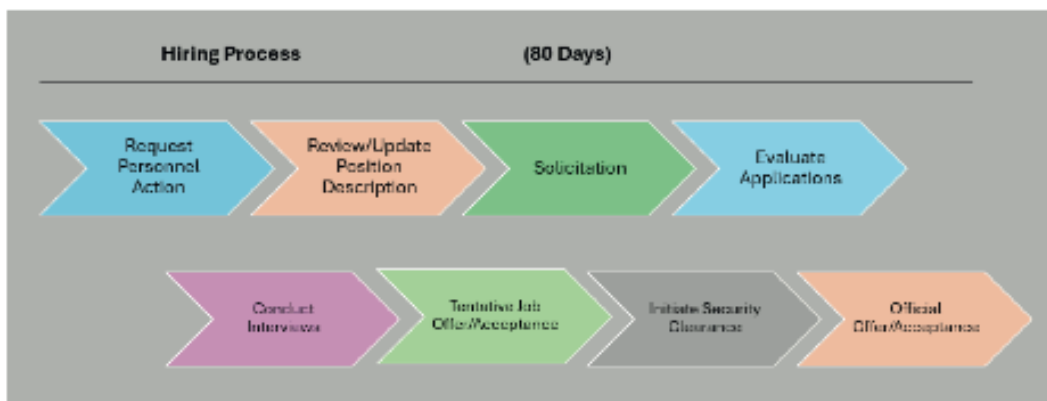 Hiring Process (80 Days)
Request
Personnel
Action
Review/Update
Position
Description
Solicitation
Evaluate
Applications
Conduct
Interviews
Tentative Job
Offer/Acceptance
Initiate Security
Clearance
Official
Offer/Acceptance